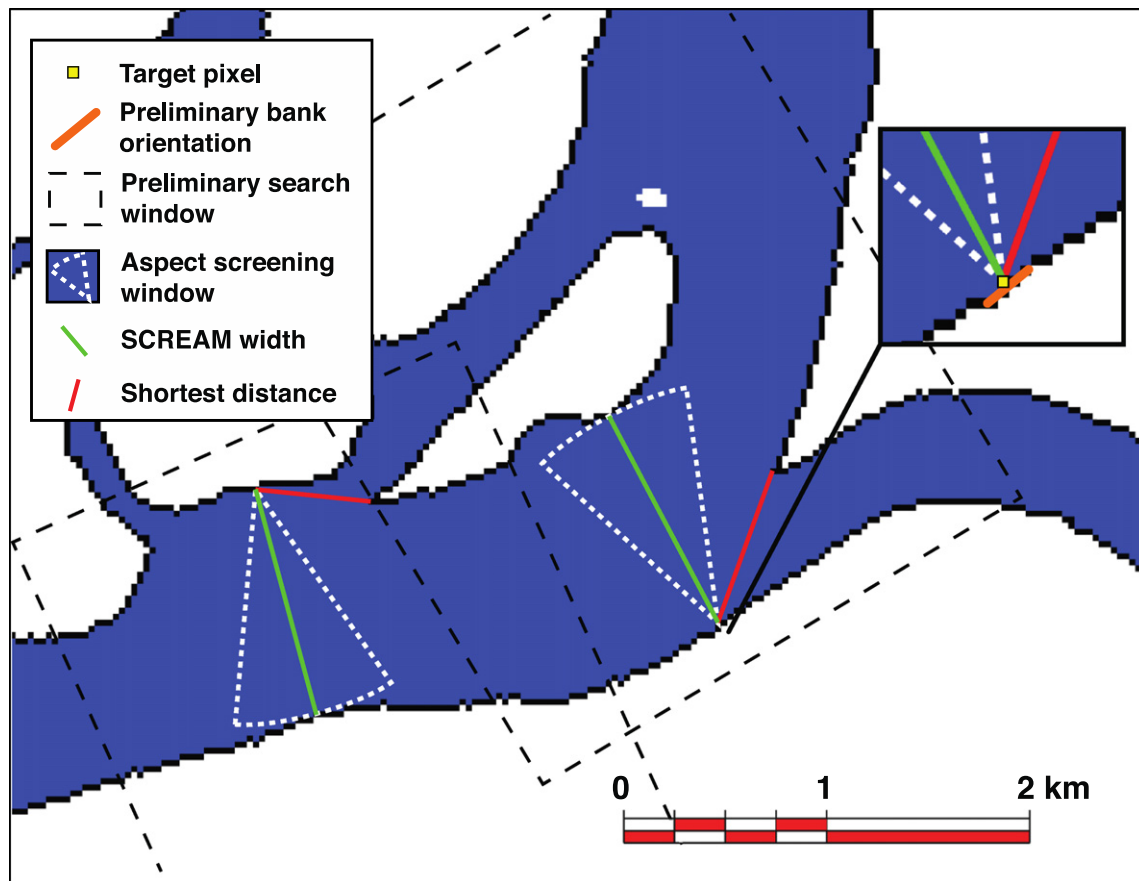 Target pixel
Preliminary bank
orientation
Preliminary search
window
Aspect screening
window
SCREAM width
Shortest distance
0 1 2 km